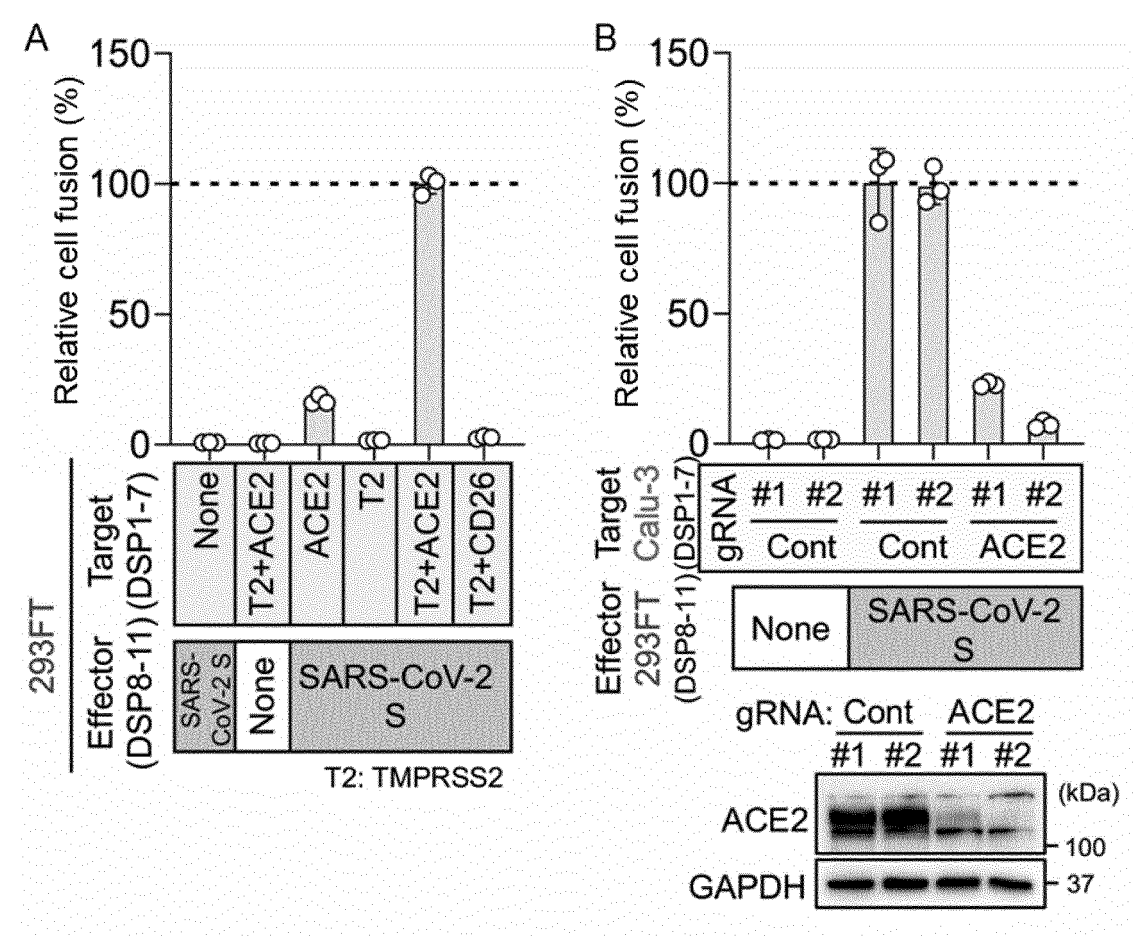 A
Relative cell fusion (%)
150
100
50
0
293FT
Target
(DSP1-7)
None
T2+ACE2
ACE2
T2
T2+ACE2
T2+CD26
Effector
(DSP8-11)
SARS-
CoV-2 S
None
SARS-CoV-2
S
T2: TMPRSS2
B
Relative cell fusion (%)
150
100
50
0
Target
Calu-3
(DSP1-7)
gRNA
#1 #2 #1 #2 #1 #2
Cont Cont ACE2
Effector
293FT
(DSP8-11)
None
SARS-CoV-2
S
gRNA: Cont ACE2
#1 #2 #1 #2
(kDa)
ACE2
100
GAPDH
37